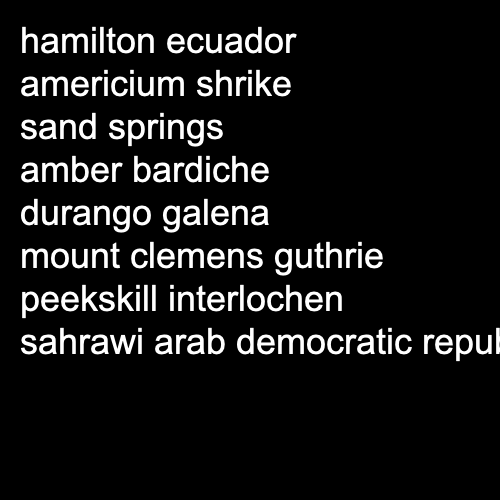 hamilton ecuador
americium shrike
sand springs
amber bardiche
durango galena
mount clemens guthrie
peekskill interlochen
sahrawi arab democratic